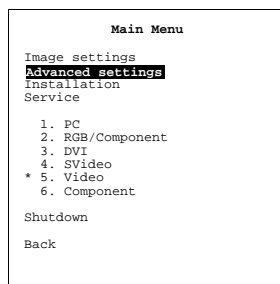 Main Menu
Image settings
Advanced settings
Installation
Service
1. PC
2. RGB/Component
3. DVI
4. SVideo
* 5. Video
6. Component
Shutdown
Back